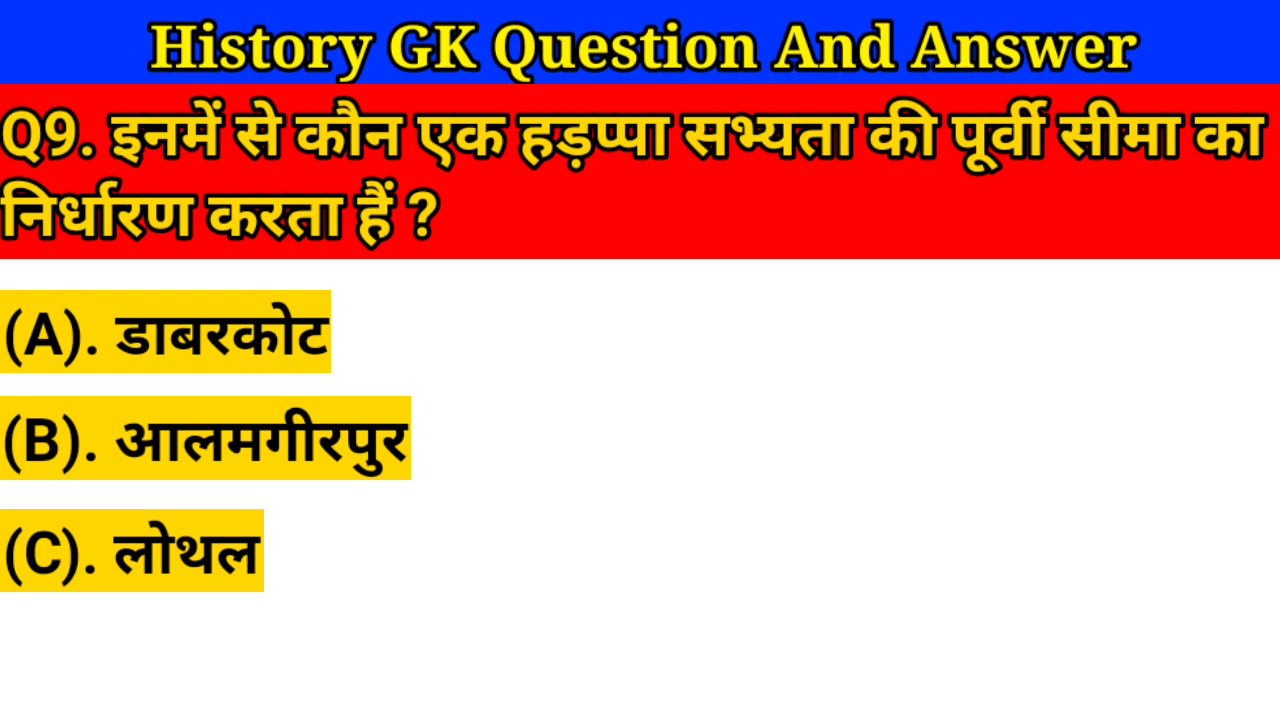 History GK Question And Answer
Q9. इनमें से कौन एक हड़प्पा सभ्यता की पूर्वी सीमा का
निर्धारण करता हैं ?
(A). डाबरकोट
(B). आलमगीरपुर
(C). लोथल